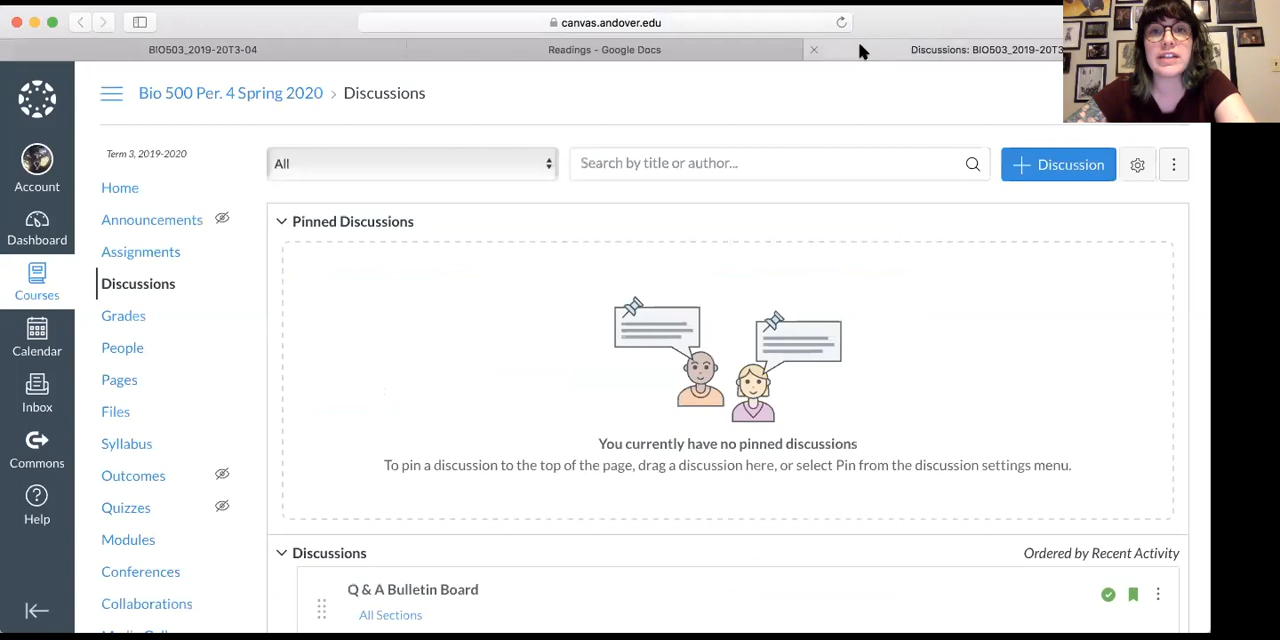 canvas.andover.edu
BIO503_2019-20T3-04
Readings - Google Docs
Discussions: BIO503_2019-20T3
Bio 500 Per. 4 Spring 2020 > Discussions
Term 3, 2019-2020
All
Search by title or author...
Discussion
Account
Dashboard
Courses
Calendar
Inbox
Commons
Help
Home
Announcements
Assignments
Discussions
Grades
People
Pages
Files
Syllabus
Outcomes
Quizzes
Modules
Conferences
Collaborations
Pinned Discussions
You currently have no pinned discussions
To pin a discussion to the top of the page, drag a discussion here, or select Pin from the discussion settings menu.
Discussions
Ordered by Recent Activity
Q & A Bulletin Board
All Sections